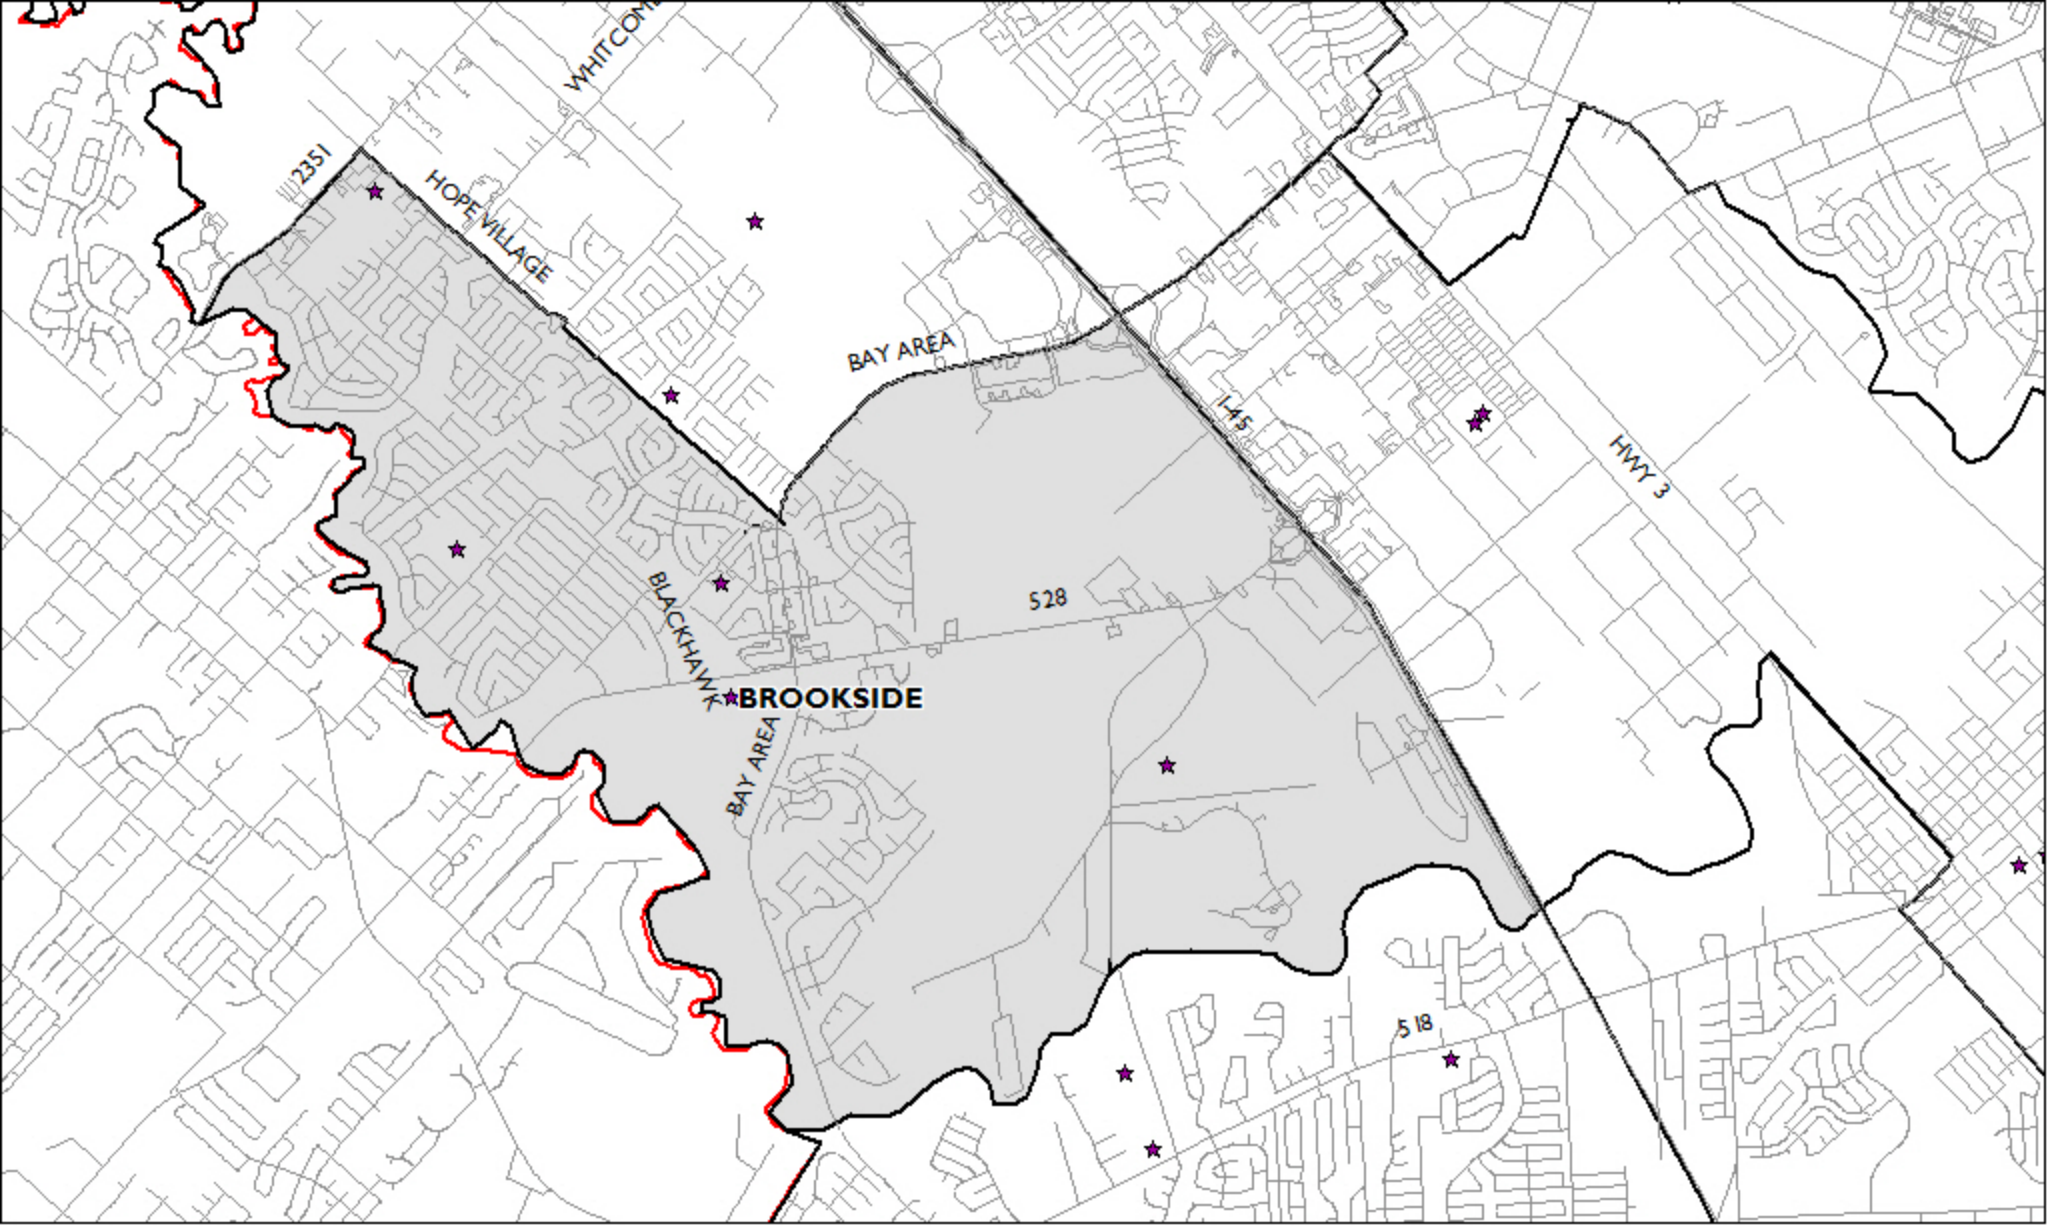 WHITCOMB
2351
HOPE VILLAGE
BAY AREA
I-45
HWY 3
BLACKHAWK
528
BROOKSIDE
BAY AREA
518